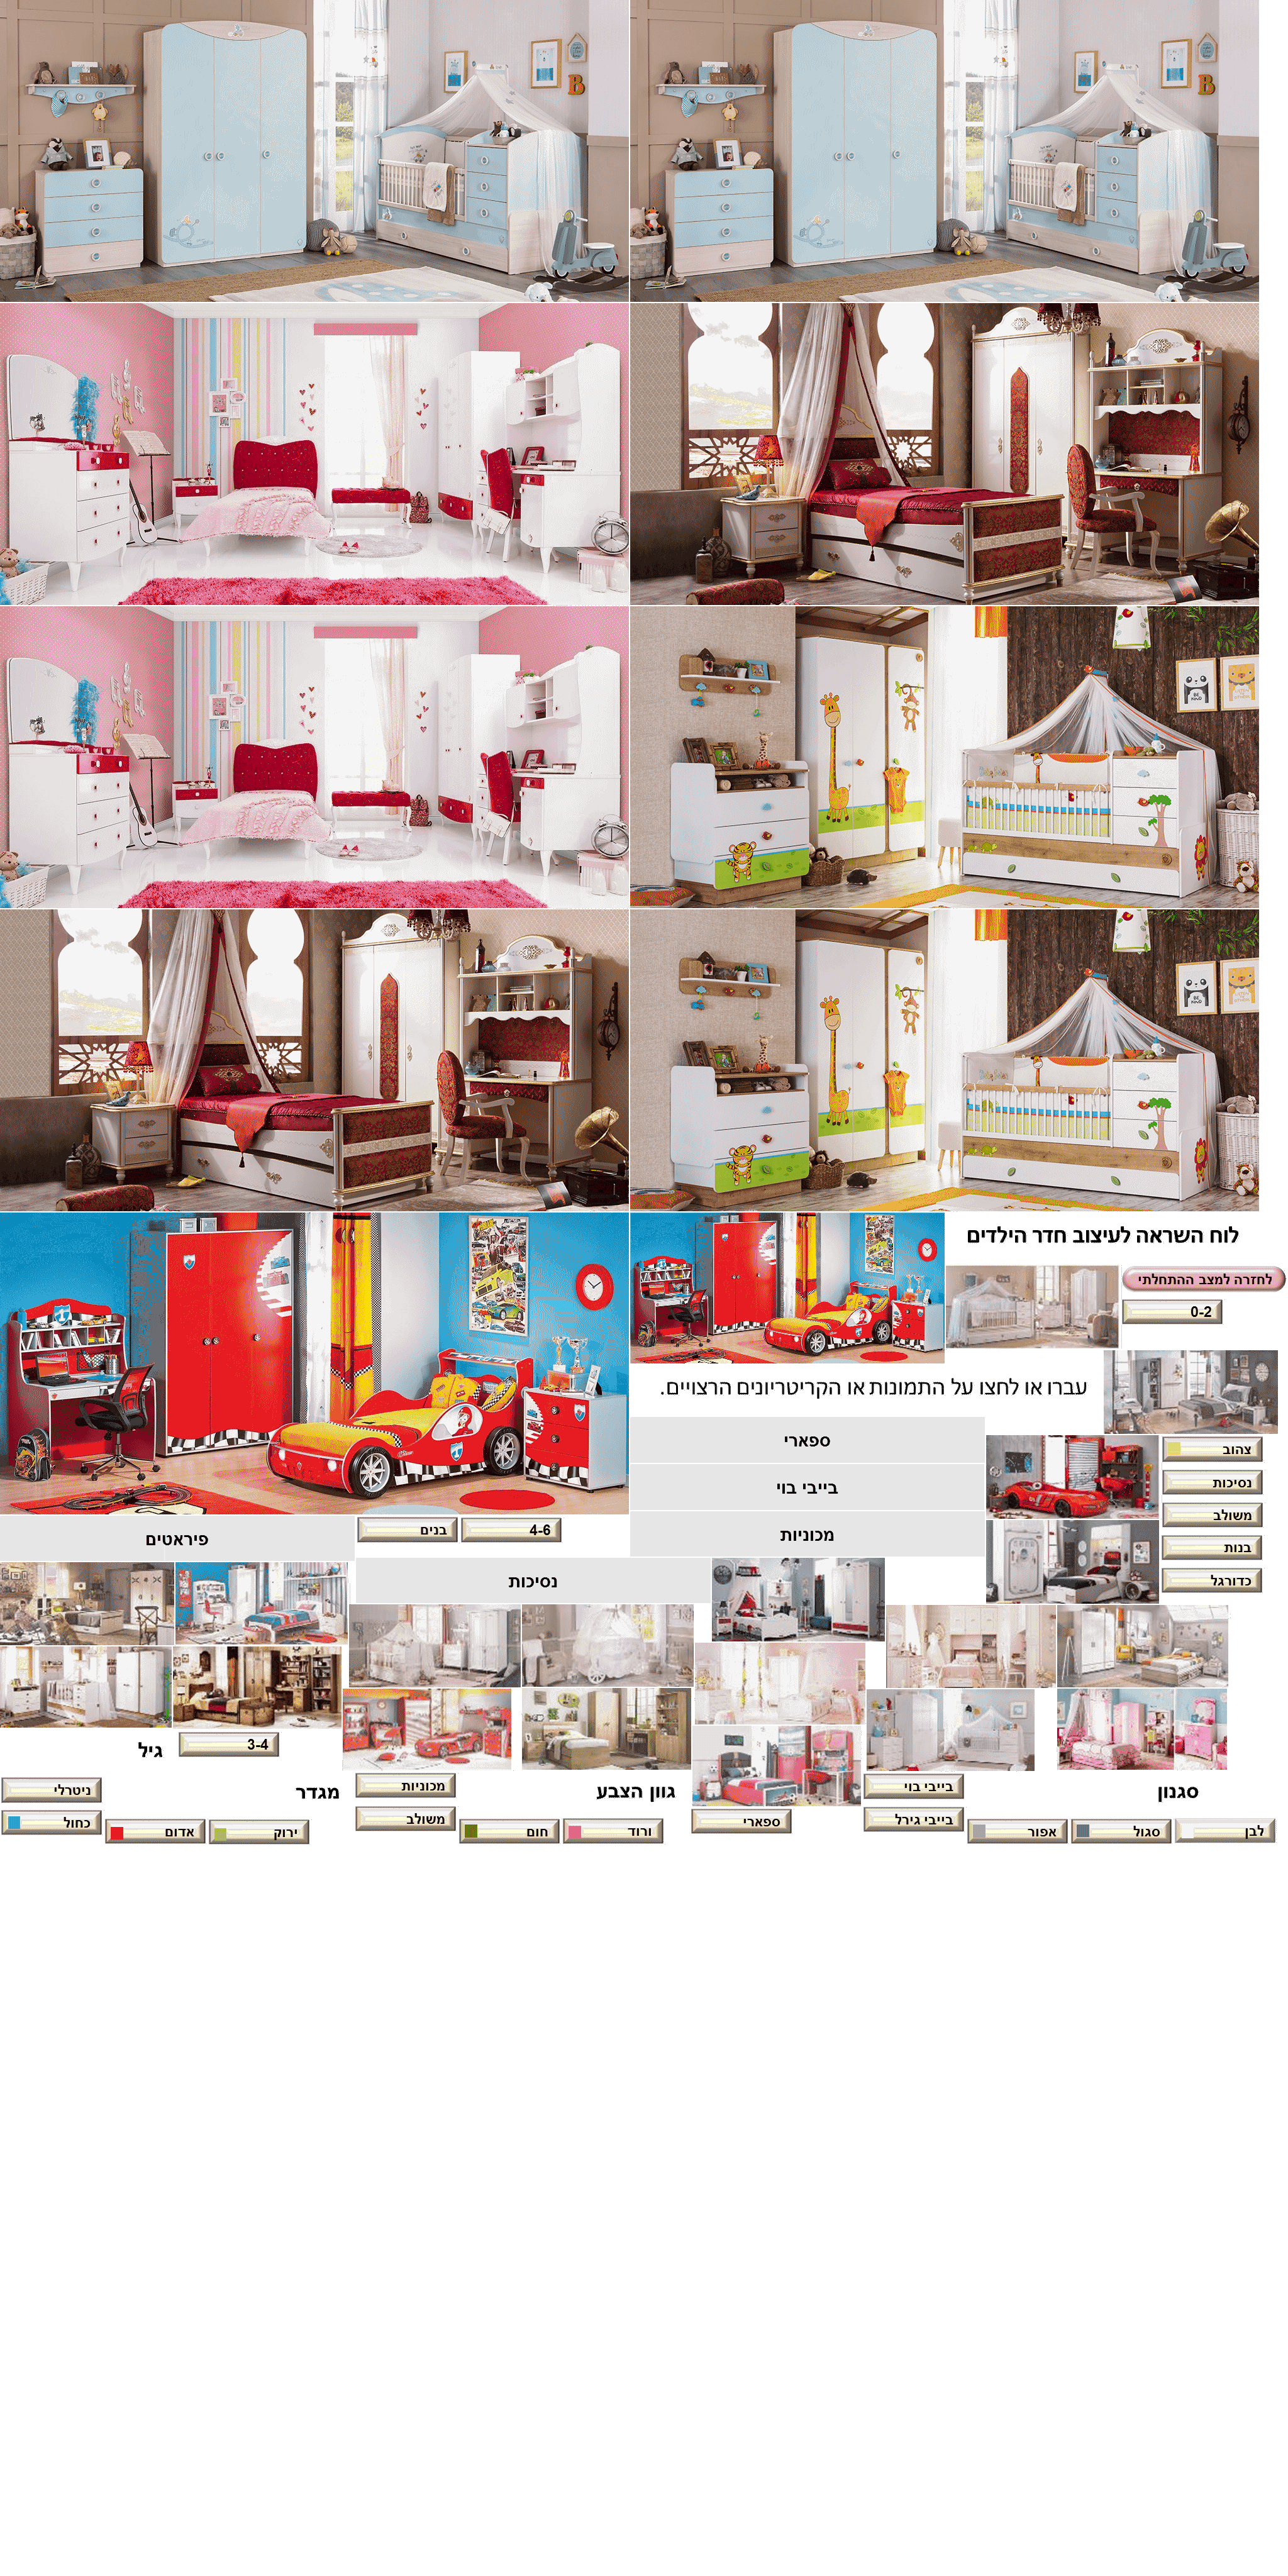 לוח השראה לעיצוב חדר הילדים
לחזרה למצב ההתחלתי
0-2
עברו או לחצו על התמונות או הקריטריונים הרצויים.
ספארי
צהוב
בייבי בוי
נסיכות
משולב
מכוניות
4-6
בנים
פיראטים
בנות
נסיכות
כדורגל
3-4
גיל
מכוניות
בייבי בוי
ניטרלי
מגדר
גוון הצבע
סגנון
משולב
בייבי גירל
ספארי
כחול
לבן
סגול
אפור
ורוד
חום
ירוק
אדום
B